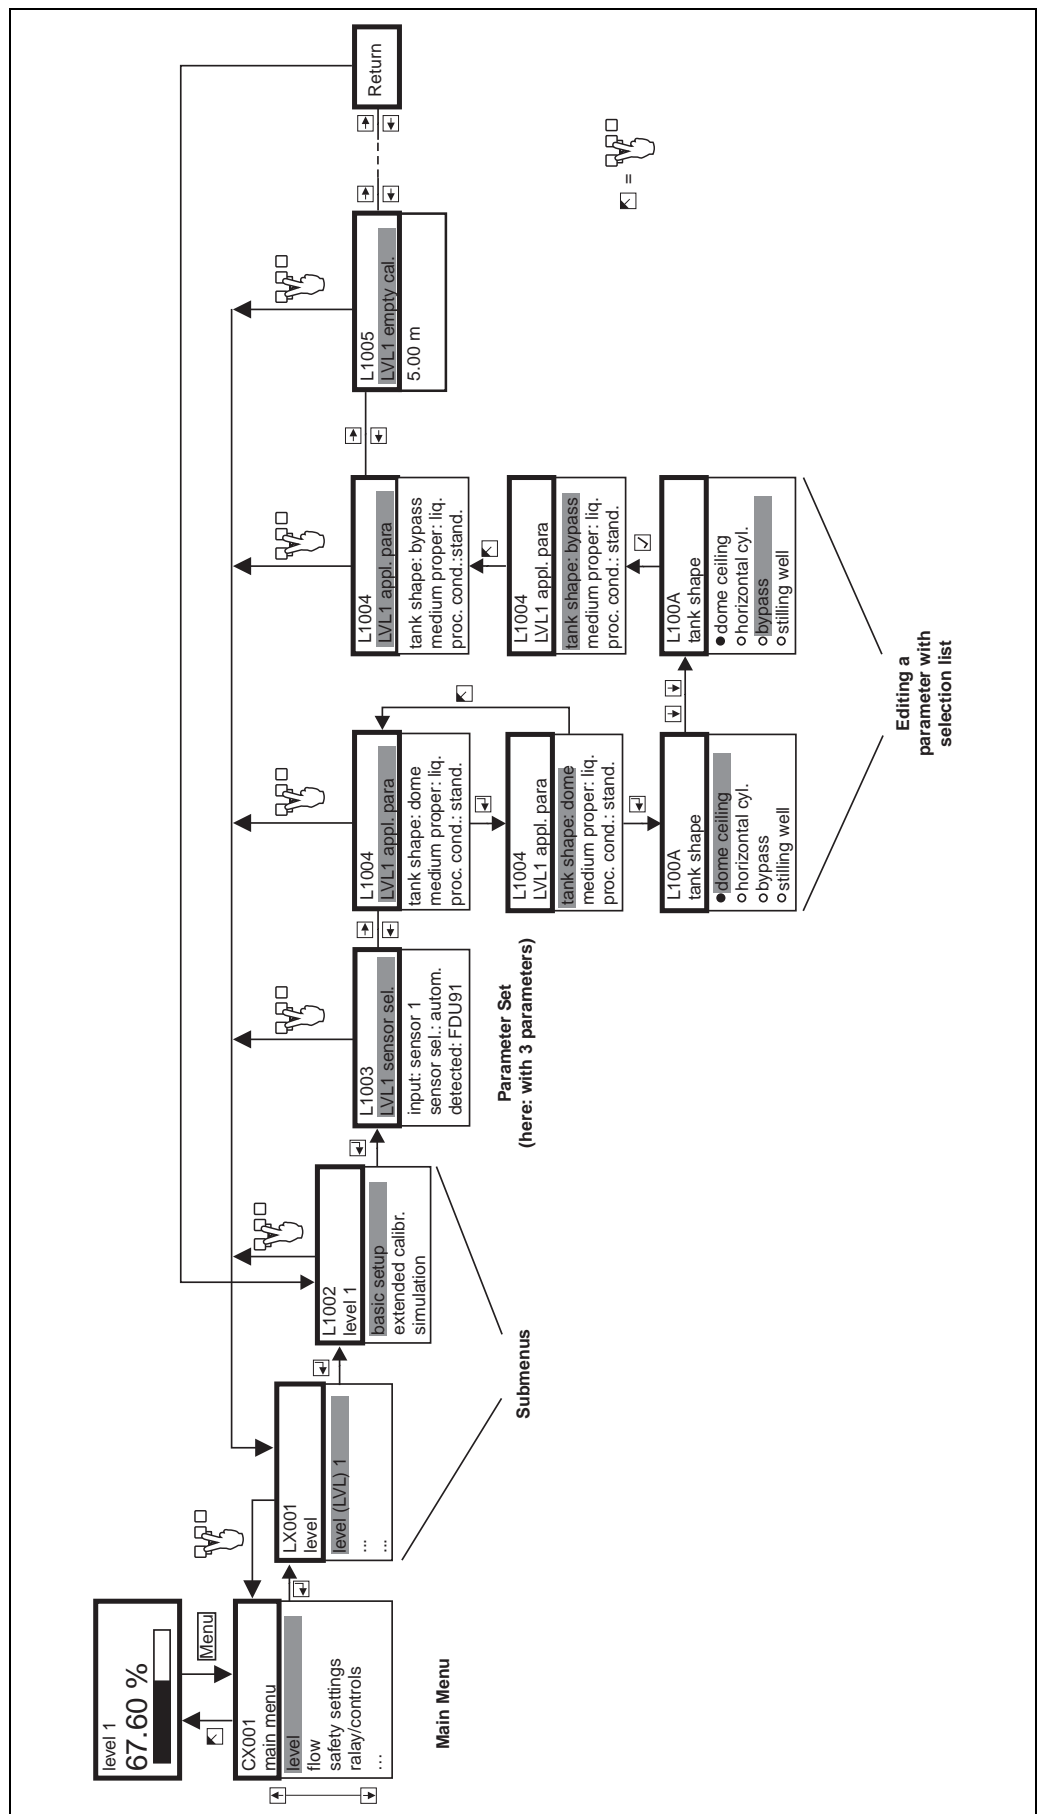 level 1
67.60 %
Menu
CX001
main menu
level
flow
safety settings
ralay/controls
...
Main Menu
LX001
level
level (LVL) 1
...
...
L1002
level 1
basic setup
extended calibr.
simulation
Submenus
L1003
LVL1 sensor sel.
input: sensor 1
sensor sel.: autom.
detected: FDU91
Parameter Set
(here: with 3 parameters)
L1004
LVL1 appl. para
tank shape: dome
medium proper: liq.
proc. cond.: stand.
L1004
LVL1 appl. para
tank shape: dome
medium proper: liq.
proc. cond.: stand.
L100A
tank shape
dome ceiling
horizontal cyl.
bypass
stilling well
L1004
LVL1 appl. para
tank shape: bypass
medium proper: liq.
proc. cond.:stand.
L1004
LVL1 appl. para
tank shape: bypass
medium proper: liq.
proc. cond.: stand.
L100A
tank shape
dome ceiling
horizontal cyl.
bypass
stilling well
Editing a
parameter with
selection list
L1005
LVL1 empty cal.
5.00 m
Return
=